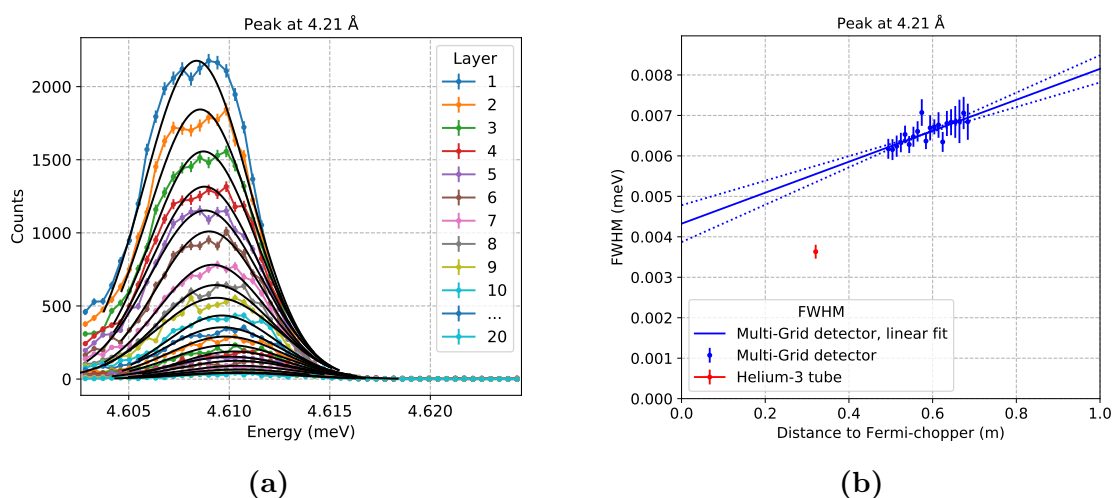 Peak at 4.21 Å
Counts
2000
1500
1000
500
0
Layer
1
2
3
4
5
6
7
8
9
10
...
20
4.605 4.610 4.615 4.620
Energy (meV)
(a)
Peak at 4.21 Å
FWHM (meV)
0.008
0.007
0.006
0.005
0.004
0.003
0.002
0.001
0.000
FWHM
Multi-Grid detector, linear fit
Multi-Grid detector
Helium-3 tube
0.0 0.2 0.4 0.6 0.8 1.0
Distance to Fermi-chopper (m)
(b)